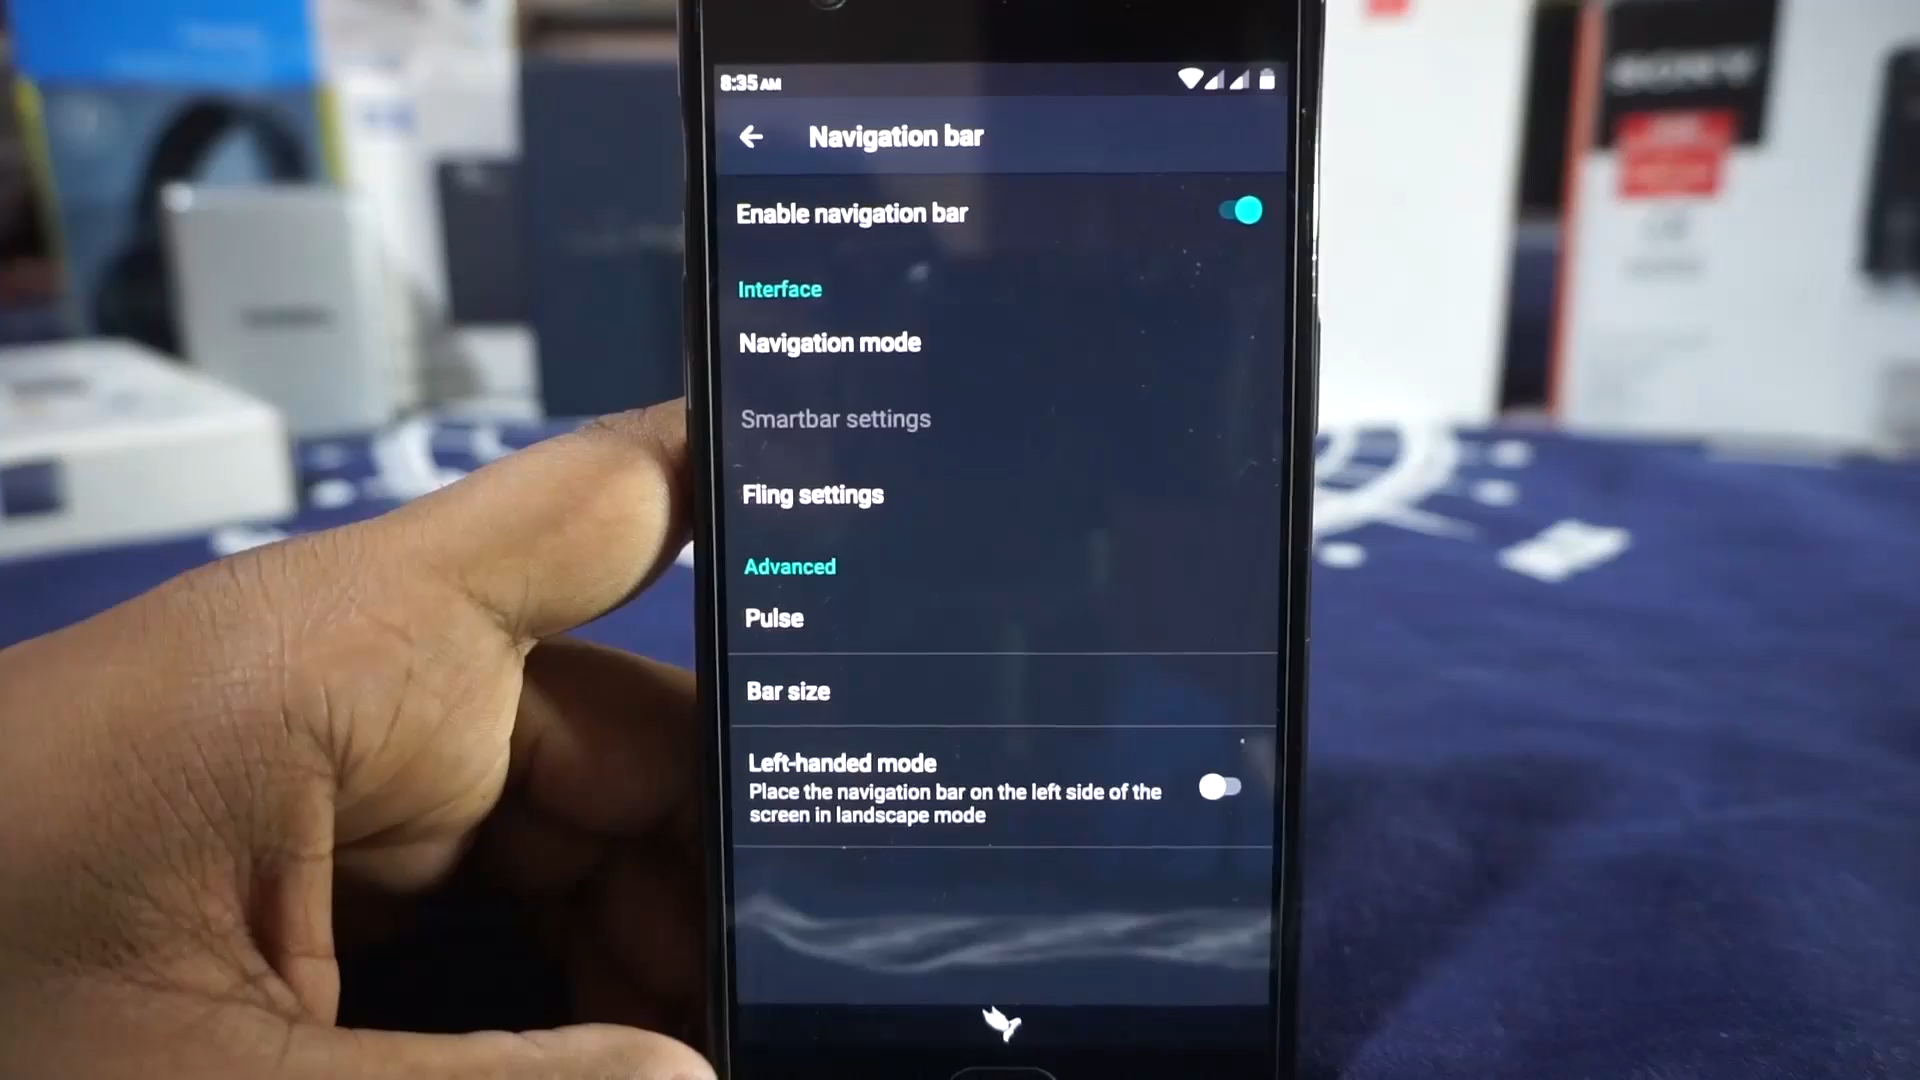 8:35 AM
Navigation bar
Enable navigation bar
Interface
Navigation mode
Smartbar settings
Fling settings
Advanced
Pulse
Bar size
Left-handed mode
Place the navigation bar on the left side of the
screen in landscape mode
SONY